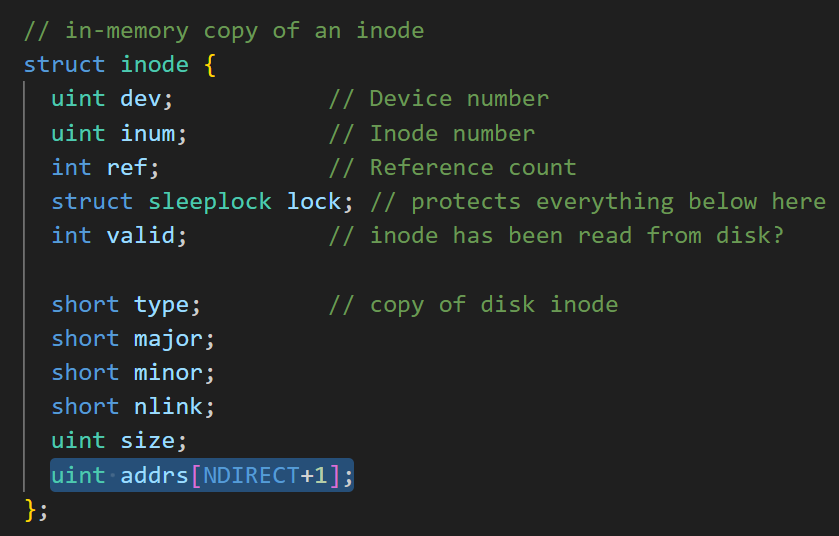 // in-memory copy of an inode
struct inode {
  uint dev;           // Device number
  uint inum;          // Inode number
  int ref;            // Reference count
  struct sleeplock lock; // protects everything below here
  int valid;          // inode has been read from disk?

  short type;         // copy of disk inode
  short major;
  short minor;
  short nlink;
  uint size;
  uint addrs[NDIRECT+1];
};